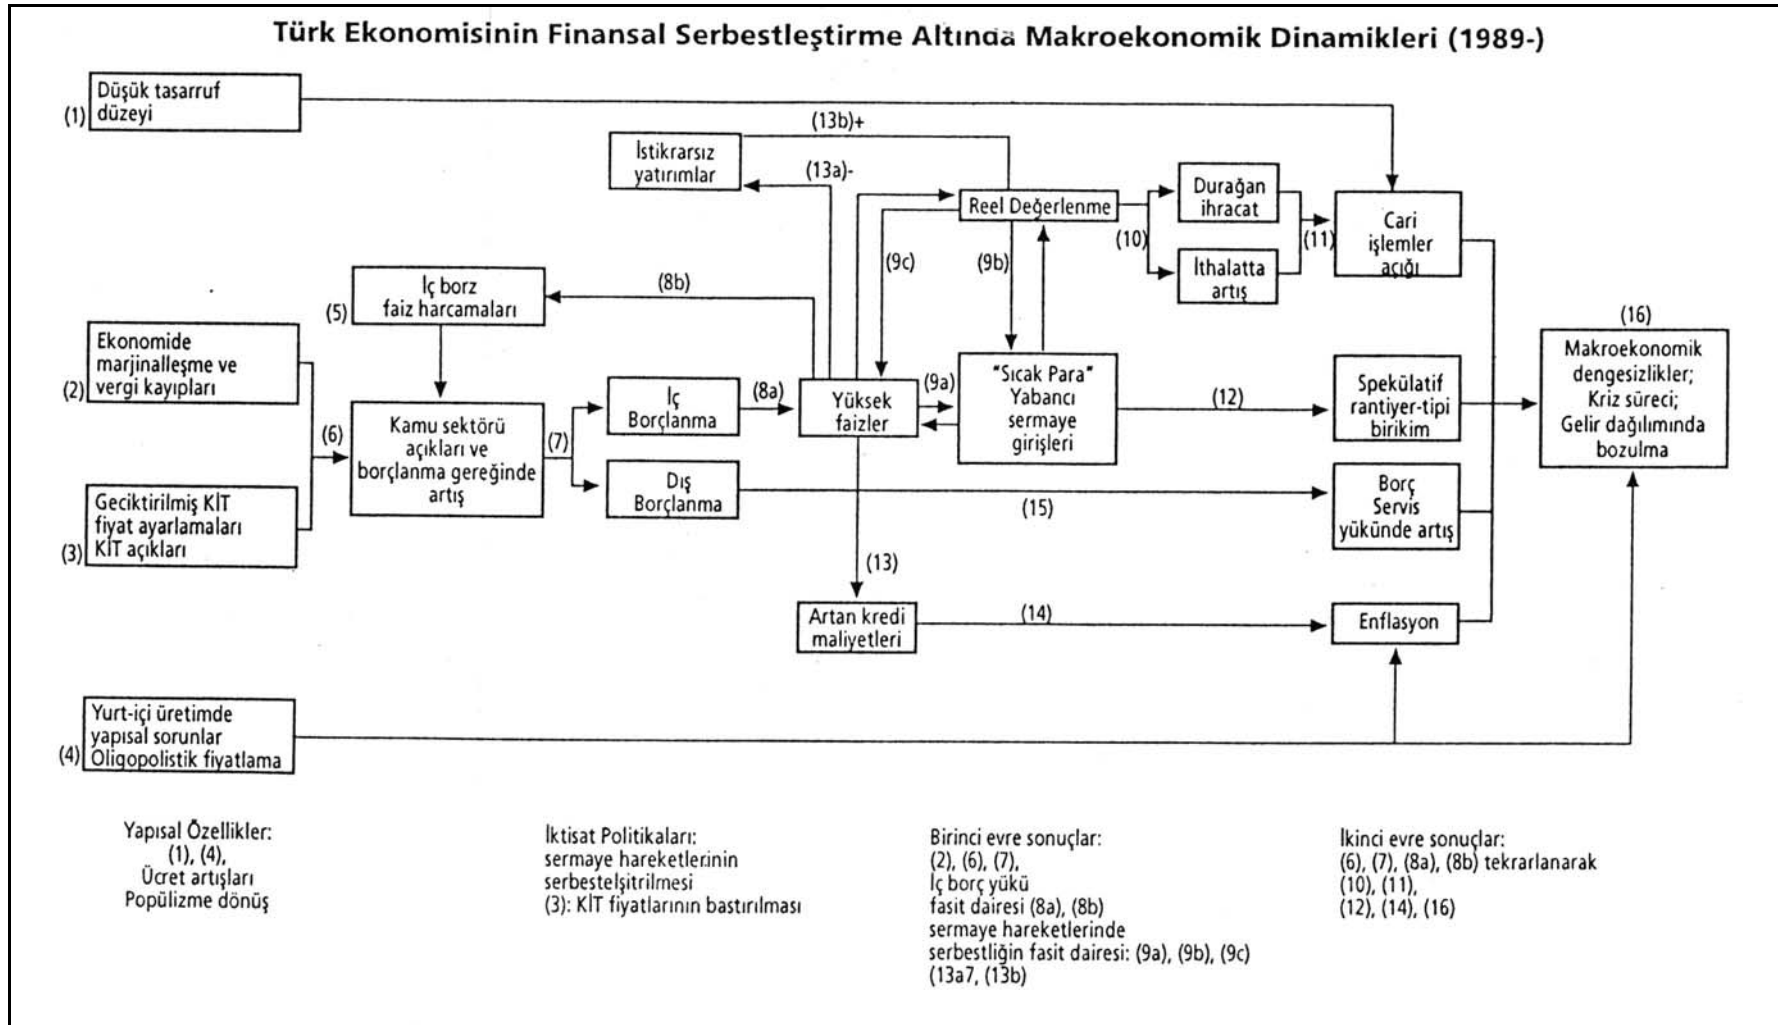 Türk Ekonomisinin Finansal Serbestleştirme Altında Makroekonomik Dinamikleri (1989-)
(1)
Düşük tasarruf
düzeyi
(13b)+
İstikrarsız
yatırımlar
(13a)-
Reel Değerlenme
(10)
Durağan
ihracat
İthalatta
artış
(11)
Cari
işlemler
açığı
(9c)
(9b)
(5)
İç borz
faiz harcamaları
(8b)
(2)
Ekonomide
marjinalleşme ve
vergi kayıpları
(6)
Kamu sektörü
açıkları ve
borçlanma gereğinde
artış
(7)
İç
Borçlanma
(8a)
Yüksek
faizler
(9a)
"Sıcak Para"
Yabancı
sermaye
girişleri
(12)
Spekülatif
rantiyer-tipi
birikim
(16)
Makroekonomik
dengesizlikler;
Kriz süreci;
Gelir dağılımında
bozulma
(3)
Geciktirilmiş KİT
fiyat ayarlamaları
KİT açıkları
Dış
Borçlanma
(15)
Borç
Servis
yükünde artış
(13)
Artan kredi
maliyetleri
(14)
Enflasyon
(4)
Yurt-içi üretimde
yapısal sorunlar
Oligopolistik fiyatlama
Yapısal Özellikler:
(1), (4),
Ücret artışları
Popülizme dönüş
İktisat Politikaları:
sermaye hareketlerinin
serbestelşitrilmesi
(3): KİT fiyatlarının bastırılması
Birinci evre sonuçlar:
(2), (6), (7),
İç borç yükü
fasit dairesi (8a), (8b)
sermaye hareketlerinde
serbestliğin fasit dairesi: (9a), (9b), (9c)
(13a7, (13b)
İkinci evre sonuçlar:
(6), (7), (8a), (8b) tekrarlanarak
(10), (11),
(12), (14), (16)